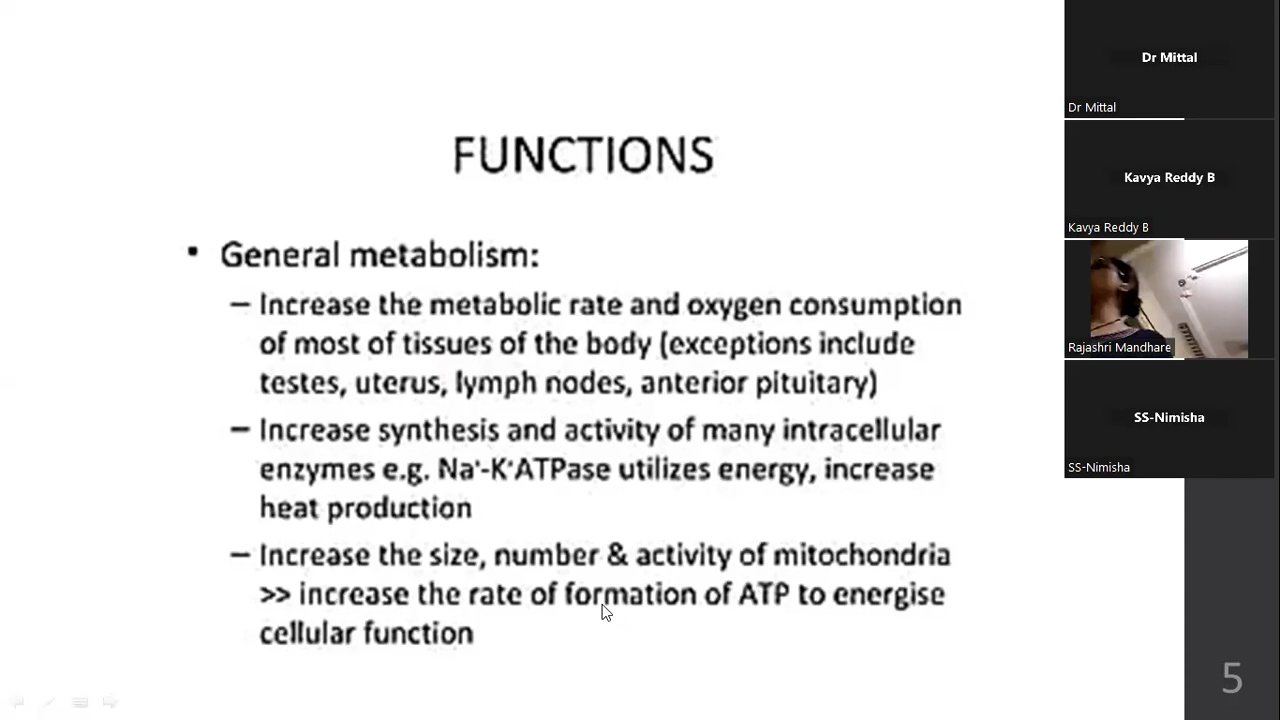 FUNCTIONS
• General metabolism:
– Increase the metabolic rate and oxygen consumption
of most of tissues of the body (exceptions include
testes, uterus, lymph nodes, anterior pituitary)
– Increase synthesis and activity of many intracellular
enzymes e.g. Na⁺-K⁺ATPase utilizes energy, increase
heat production
– Increase the size, number & activity of mitochondria
>> increase the rate of formation of ATP to energise
cellular function
5
Dr Mittal
Dr Mittal
Kavya Reddy B
Kavya Reddy B
Rajashri Mandhare
SS-Nimisha
SS-Nimisha